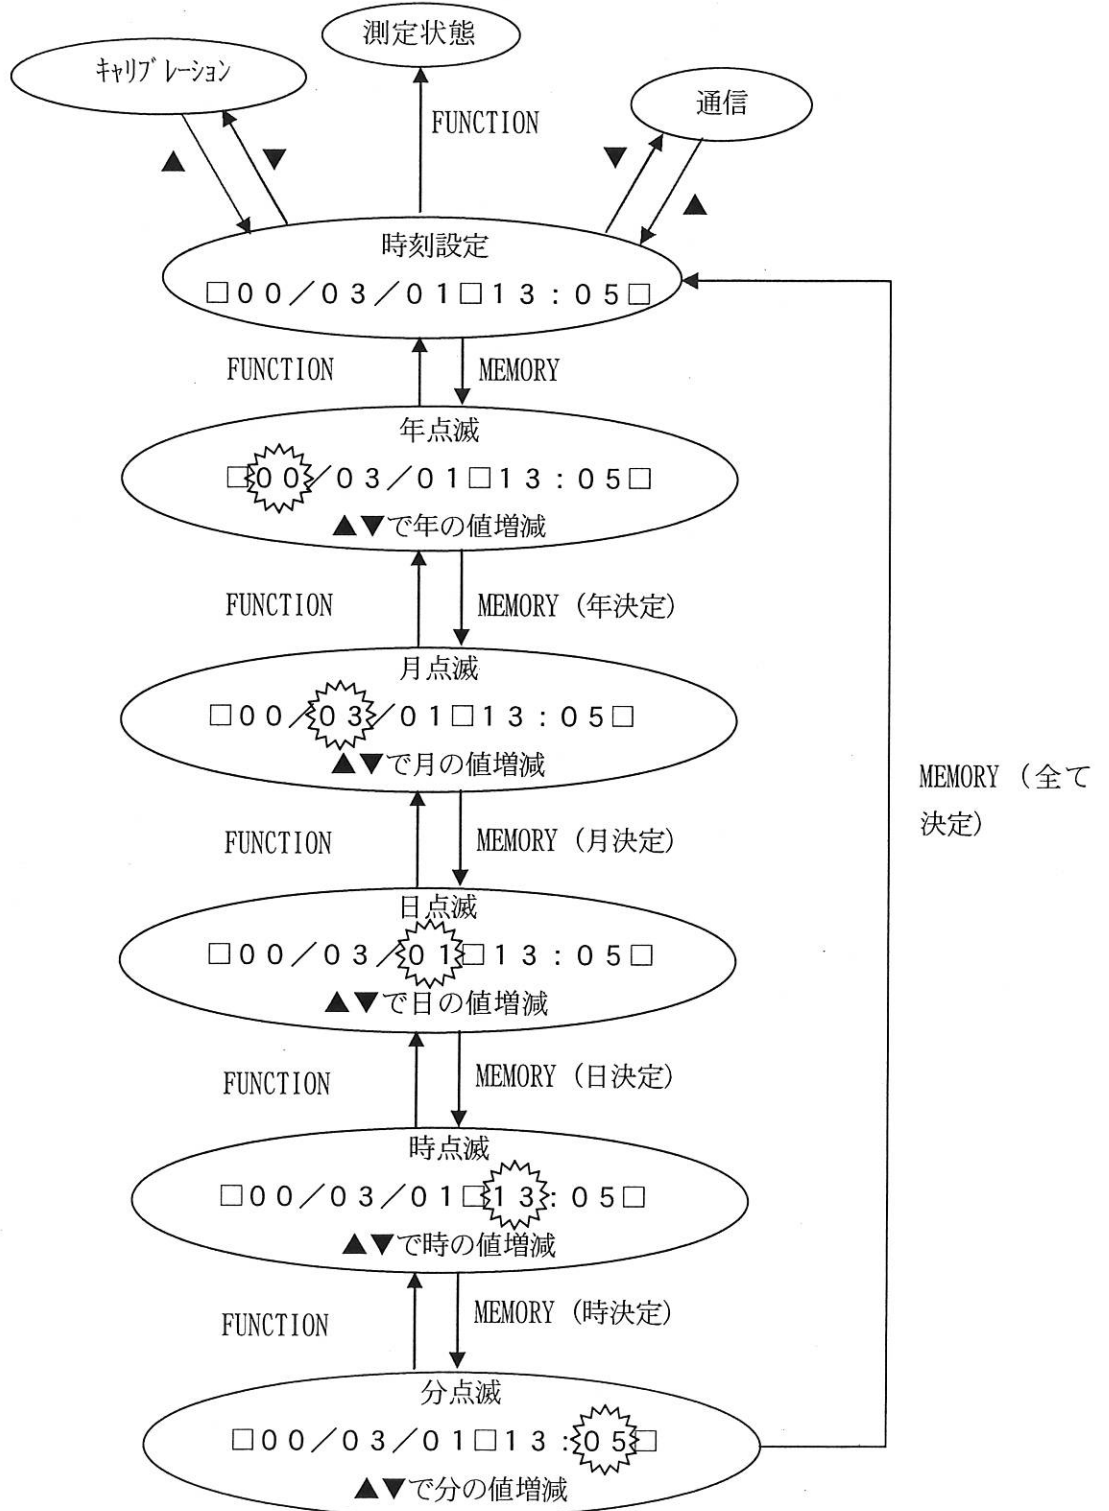 測定状態
ｷｬﾘﾌﾞﾚｰｼｮﾝ
通信
FUNCTION
▲
▼
▼
▲
時刻設定
□００／０３／０１□１３：０５□
FUNCTION
MEMORY
年点滅
□００／０３／０１□１３：０５□
▲▼で年の値増減
FUNCTION
MEMORY (年決定)
月点滅
□００／０３／０１□１３：０５□
▲▼で月の値増減
FUNCTION
MEMORY (月決定)
MEMORY (全て
決定)
日点滅
□００／０３／０１□１３：０５□
▲▼で日の値増減
FUNCTION
MEMORY (日決定)
時点滅
□００／０３／０１□１３：０５□
▲▼で時の値増減
FUNCTION
MEMORY (時決定)
分点滅
□００／０３／０１□１３：０５□
▲▼で分の値増減